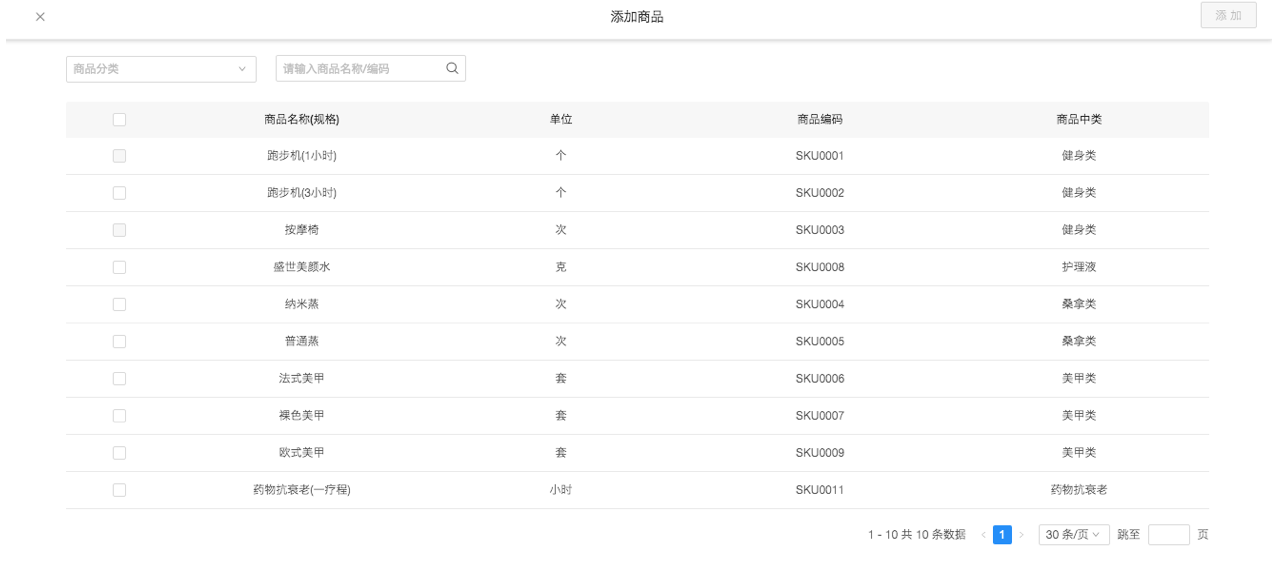 添加商品
添 加
商品分类 请输入商品名称/编码
商品名称(规格) 单位 商品编码 商品中类
跑步机(1小时) 个 SKU0001 健身类
跑步机(3小时) 个 SKU0002 健身类
按摩椅 次 SKU0003 健身类
盛世美颜水 克 SKU0008 护理液
纳米蒸 次 SKU0004 桑拿类
普通蒸 次 SKU0005 桑拿类
法式美甲 套 SKU0006 美甲类
裸色美甲 套 SKU0007 美甲类
欧式美甲 套 SKU0009 美甲类
药物抗衰老(一疗程) 小时 SKU0011 药物抗衰老
1 - 10 共 10 条数据 1 30 条/页 跳至 页